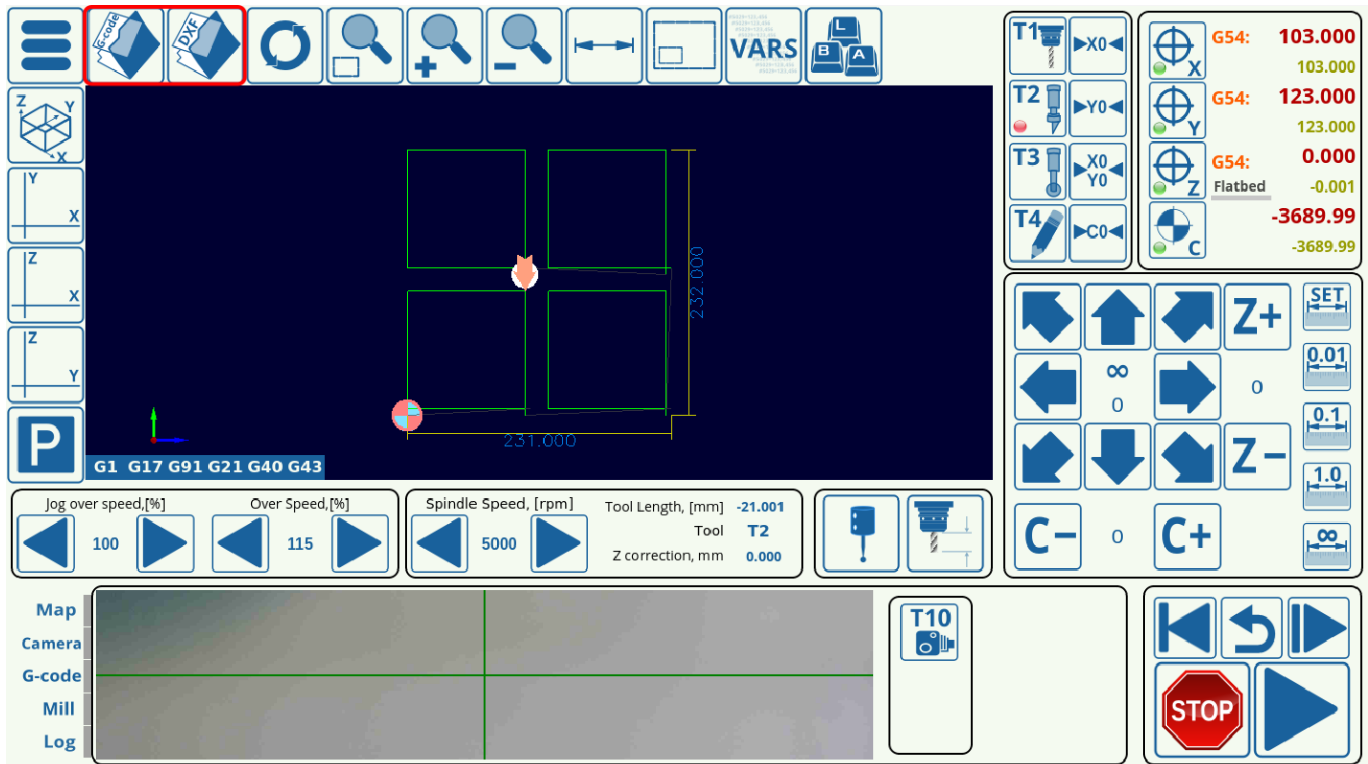 G-code
DXF
VARS
L
B A
Z Y
X
Y
X
Z
X
Z
Y
P
232.000
231.000
G1 G17 G91 G21 G40 G43
T1 X0
T2 Y0
T3 X0
Y0
T4 C0
X G54: 103.000
103.000
Y G54: 123.000
123.000
Z G54: 0.000
Flatbed -0.001
C -3689.99
-3689.99
Z+
SET
∞
0
0
0.01
0.1
Z-
1.0
C- 0 C+
∞
Jog over speed,[%] Over Speed,[%]
100 115
Spindle Speed, [rpm]
5000
Tool Length, [mm] -21.001
Tool T2
Z correction, mm 0.000
Map
Camera
G-code
Mill
Log
T10
STOP